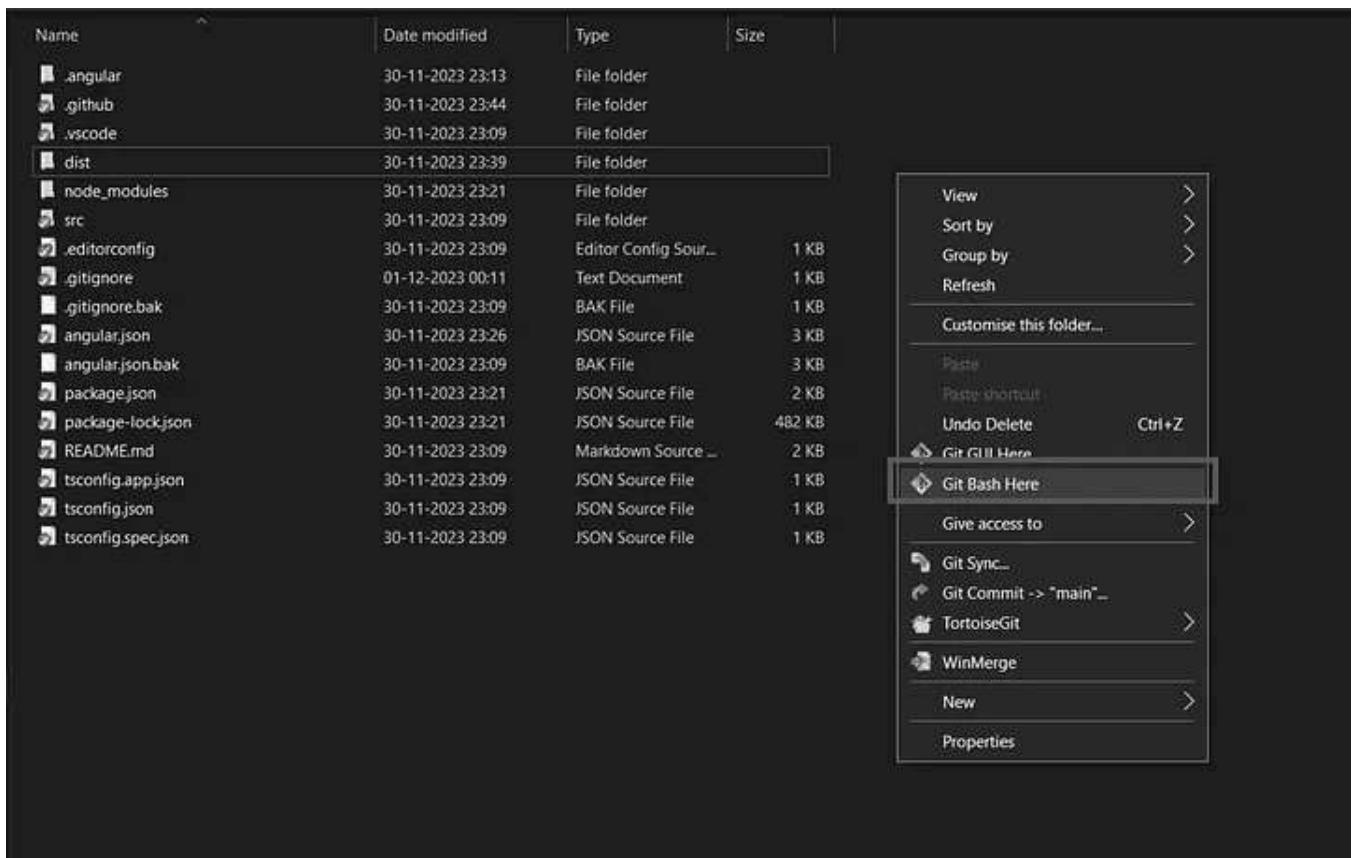 Name Date modified Type Size
.angular 30-11-2023 23:13 File folder
.github 30-11-2023 23:44 File folder
.vscode 30-11-2023 23:09 File folder
dist 30-11-2023 23:39 File folder
node_modules 30-11-2023 23:21 File folder
src 30-11-2023 23:09 File folder
.editorconfig 30-11-2023 23:09 Editor Config Sour... 1 KB
.gitignore 01-12-2023 00:11 Text Document 1 KB
.gitignore.bak 30-11-2023 23:09 BAK File 1 KB
angular.json 30-11-2023 23:26 JSON Source File 3 KB
angular.json.bak 30-11-2023 23:09 BAK File 3 KB
package.json 30-11-2023 23:21 JSON Source File 2 KB
package-lock.json 30-11-2023 23:21 JSON Source File 482 KB
README.md 30-11-2023 23:09 Markdown Source ... 2 KB
tsconfig.app.json 30-11-2023 23:09 JSON Source File 1 KB
tsconfig.json 30-11-2023 23:09 JSON Source File 1 KB
tsconfig.spec.json 30-11-2023 23:09 JSON Source File 1 KB
View
Sort by
Group by
Refresh
Customise this folder...
Paste
Paste shortcut
Undo Delete Ctrl+Z
Git GUI Here
Git Bash Here
Give access to
Git Sync...
Git Commit -> "main"...
TortoiseGit
WinMerge
New
Properties